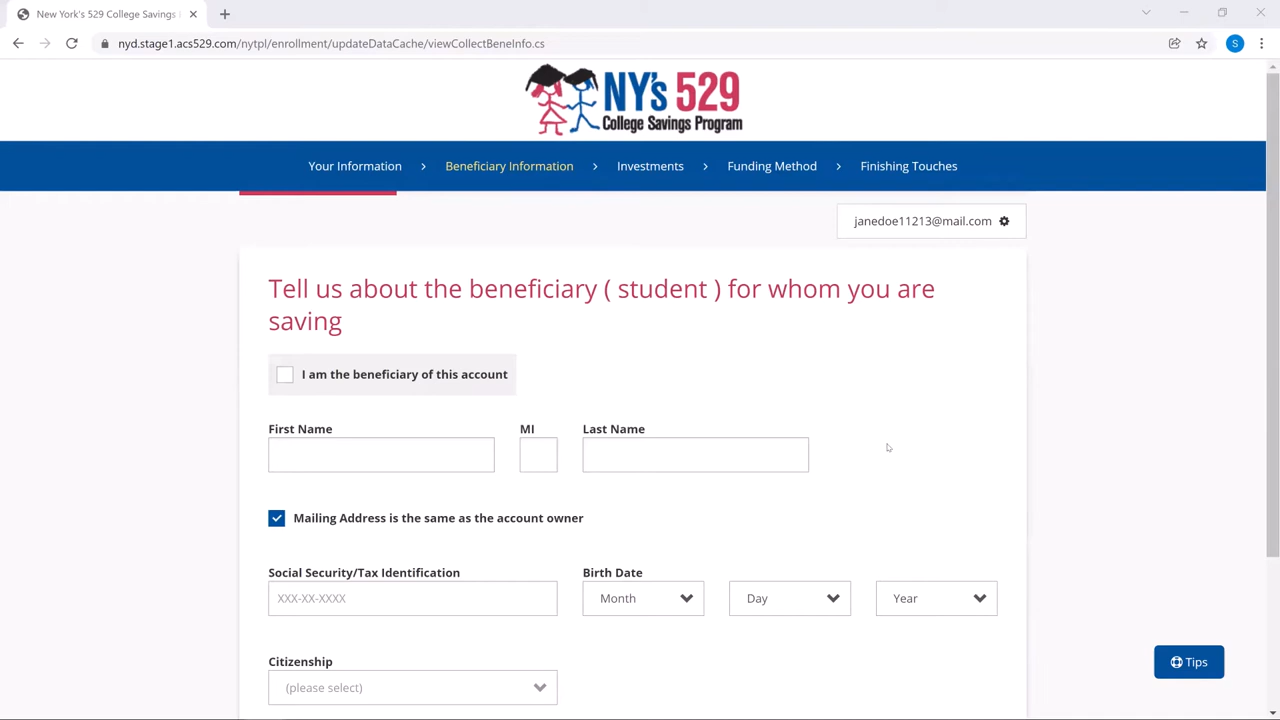 New York's 529 College Savings
nyd.stage1.acs529.com/nytpl/enrollment/updateDataCache/viewCollectBeneInfo.cs
S
NY's 529
College Savings Program
Your Information > Beneficiary Information > Investments > Funding Method > Finishing Touches
janedoe11213@mail.com
Tell us about the beneficiary ( student ) for whom you are
saving
I am the beneficiary of this account
First Name MI Last Name
Mailing Address is the same as the account owner
Social Security/Tax Identification Birth Date
XXX-XX-XXXX Month Day Year
Citizenship
Tips
(please select)